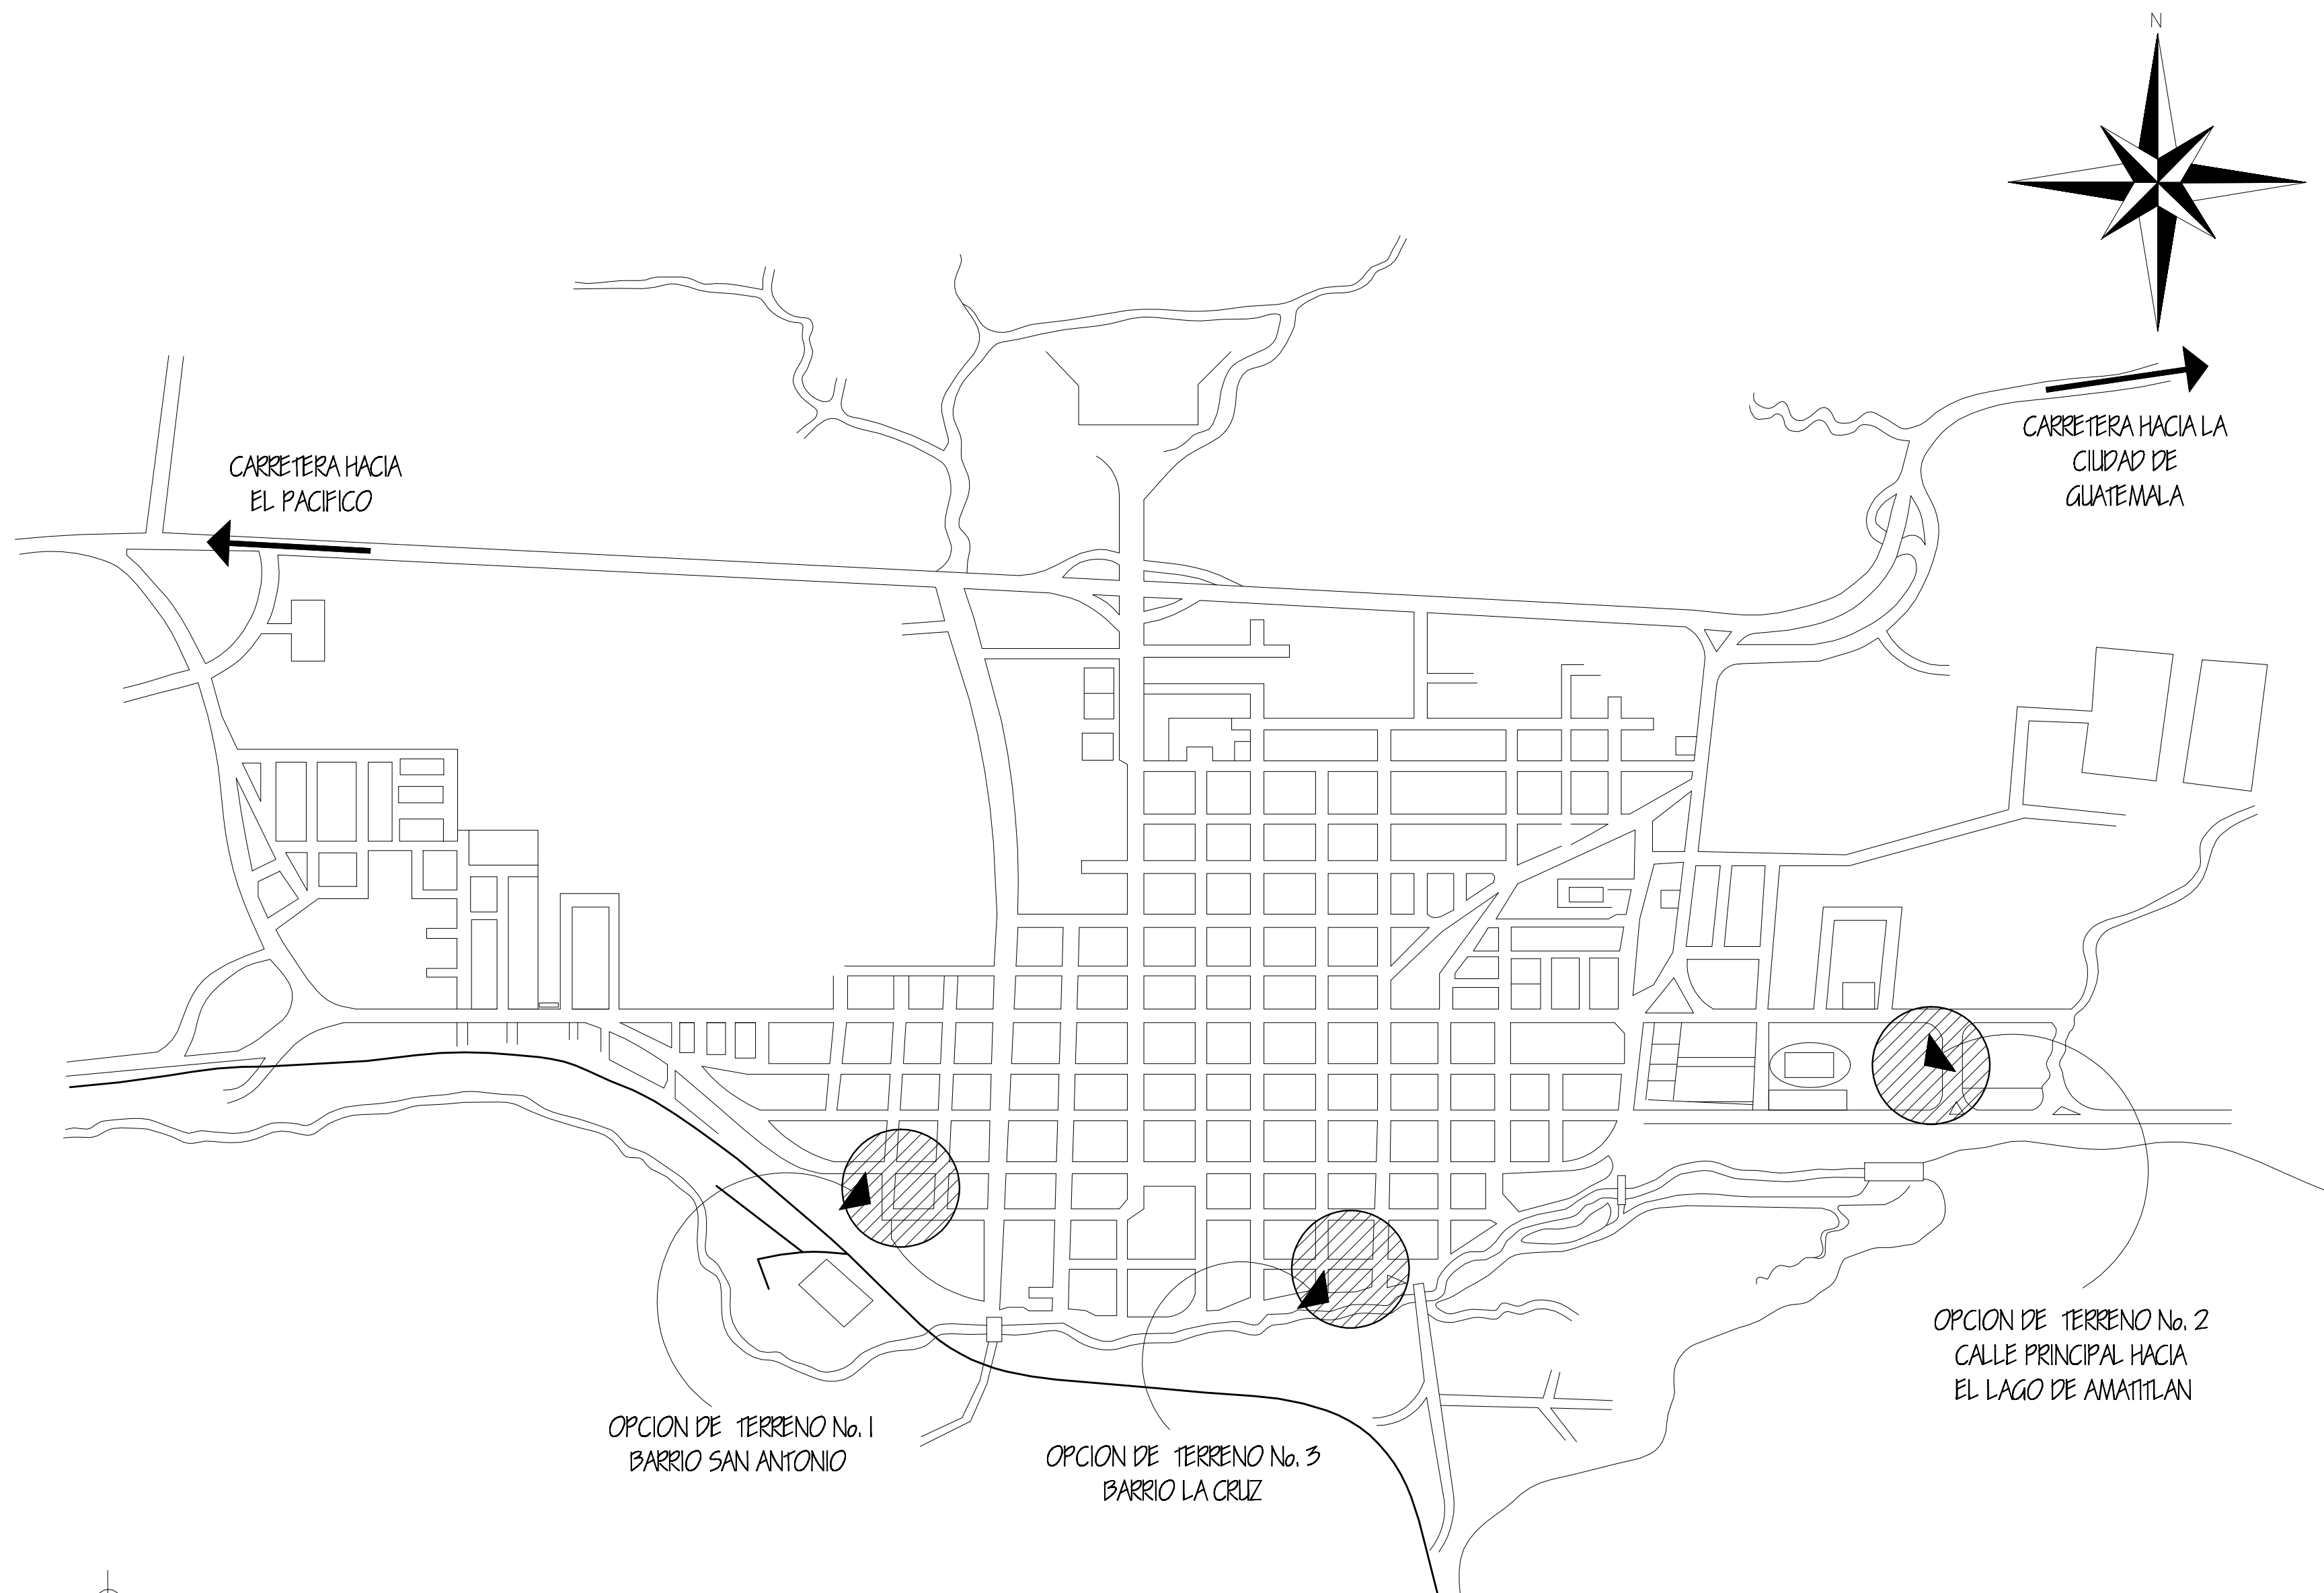 N
CARRETERA HACIA LA
CIUDAD DE
GUATEMALA
CARRETERA HACIA
EL PACIFICO
OPCION DE TERRENO No. 2
CALLE PRINCIPAL HACIA
EL LAGO DE AMATITLAN
OPCION DE TERRENO No. 1
BARRIO SAN ANTONIO
OPCION DE TERRENO No. 3
BARRIO LA CRUZ